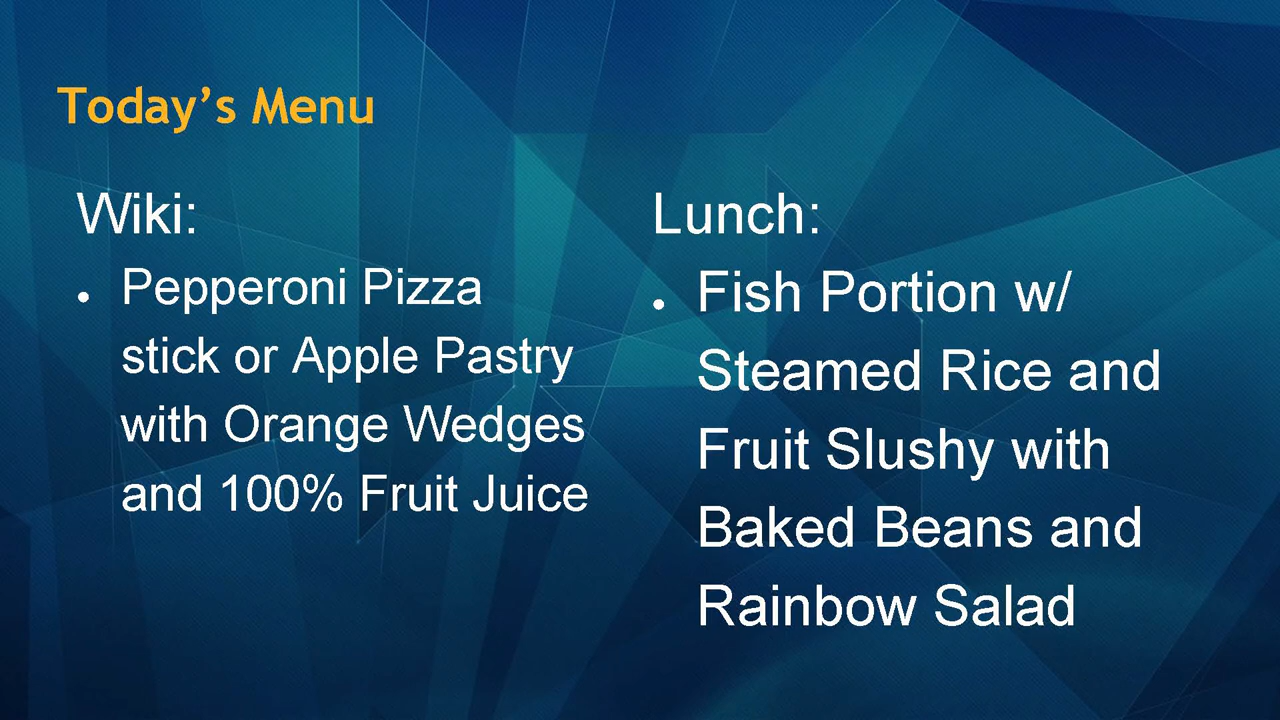 Today’s Menu
Wiki:
● Pepperoni Pizza
stick or Apple Pastry
with Orange Wedges
and 100% Fruit Juice
Lunch:
● Fish Portion w/
Steamed Rice and
Fruit Slushy with
Baked Beans and
Rainbow Salad